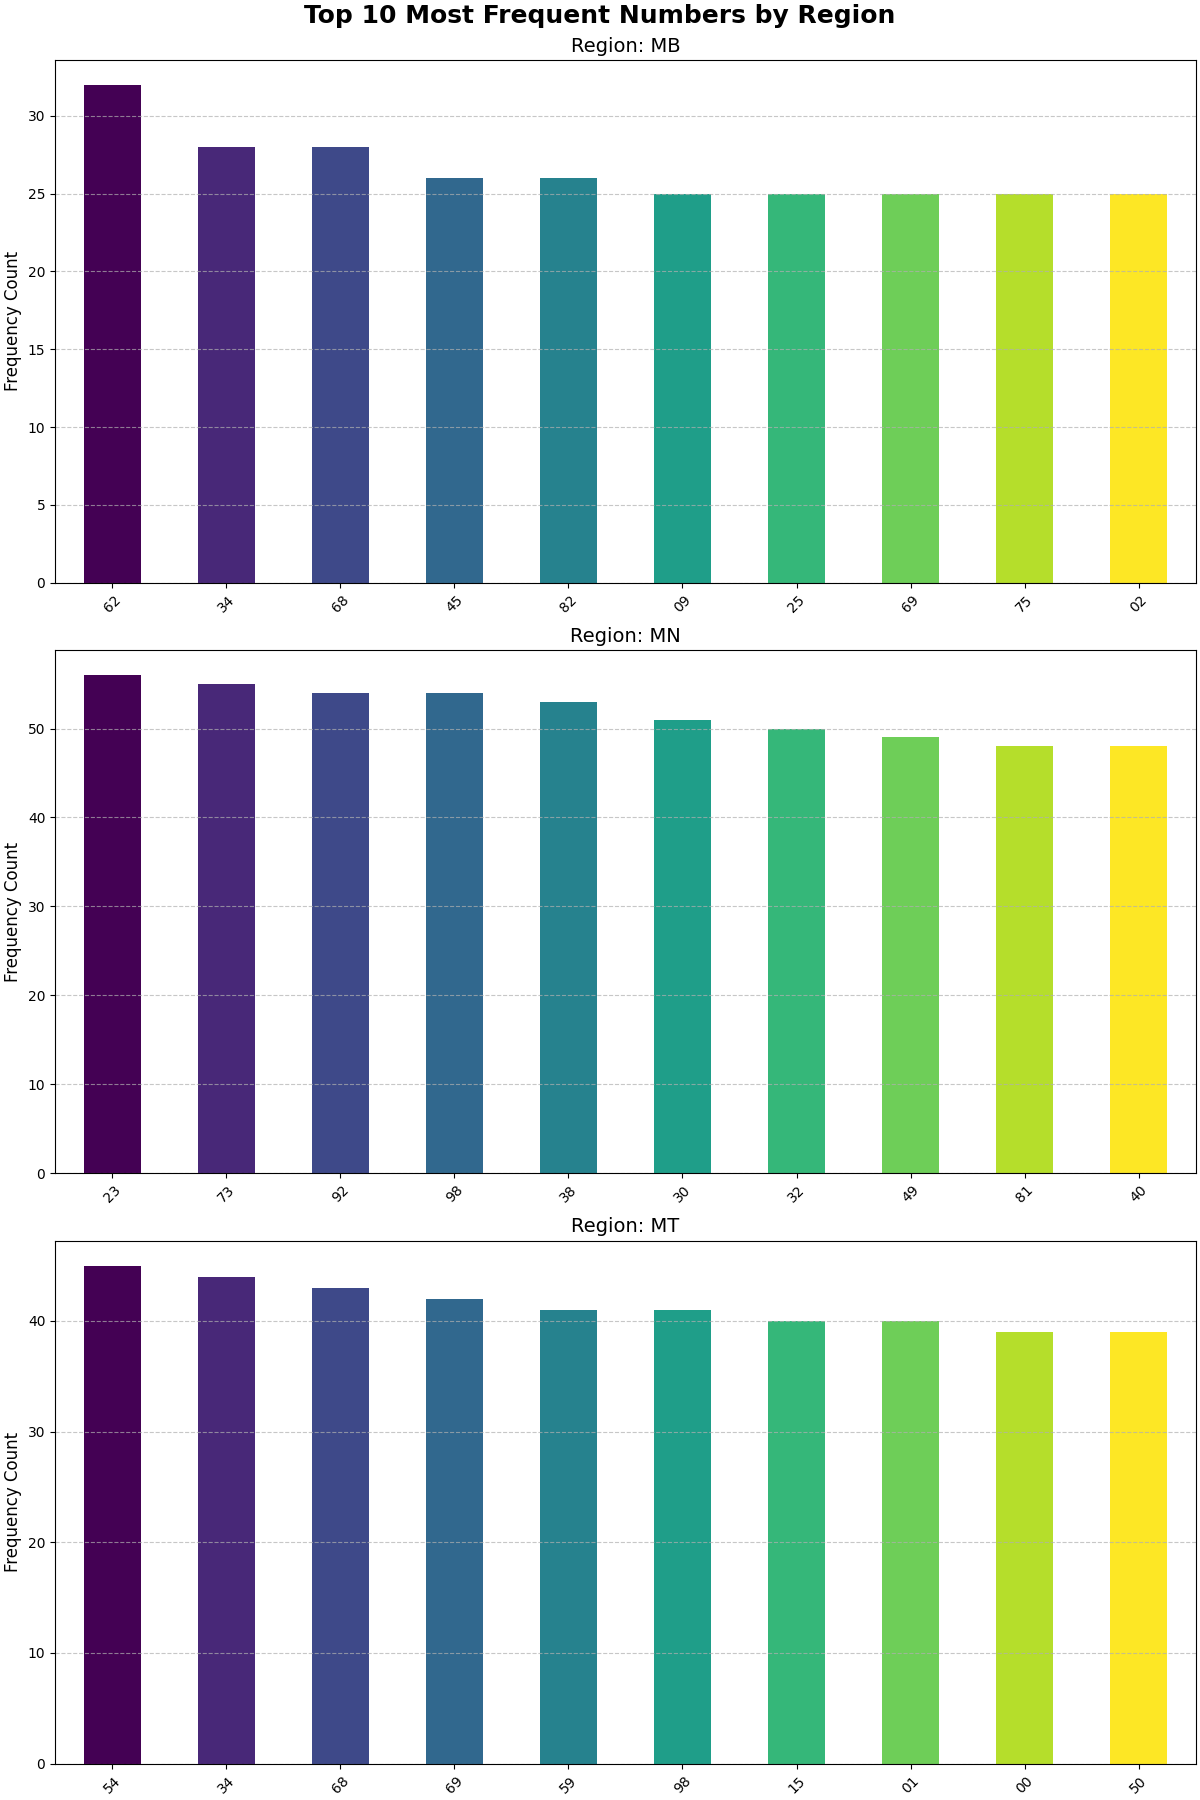 Top 10 Most Frequent Numbers by Region
Region: MB
Frequency Count
30
25
20
15
10
5
0
62 34 68 45 82 09 25 69 75 02
Region: MN
Frequency Count
50
40
30
20
10
0
23 73 92 98 38 30 32 49 81 40
Region: MT
Frequency Count
40
30
20
10
0
54 34 68 69 59 98 15 01 00 50